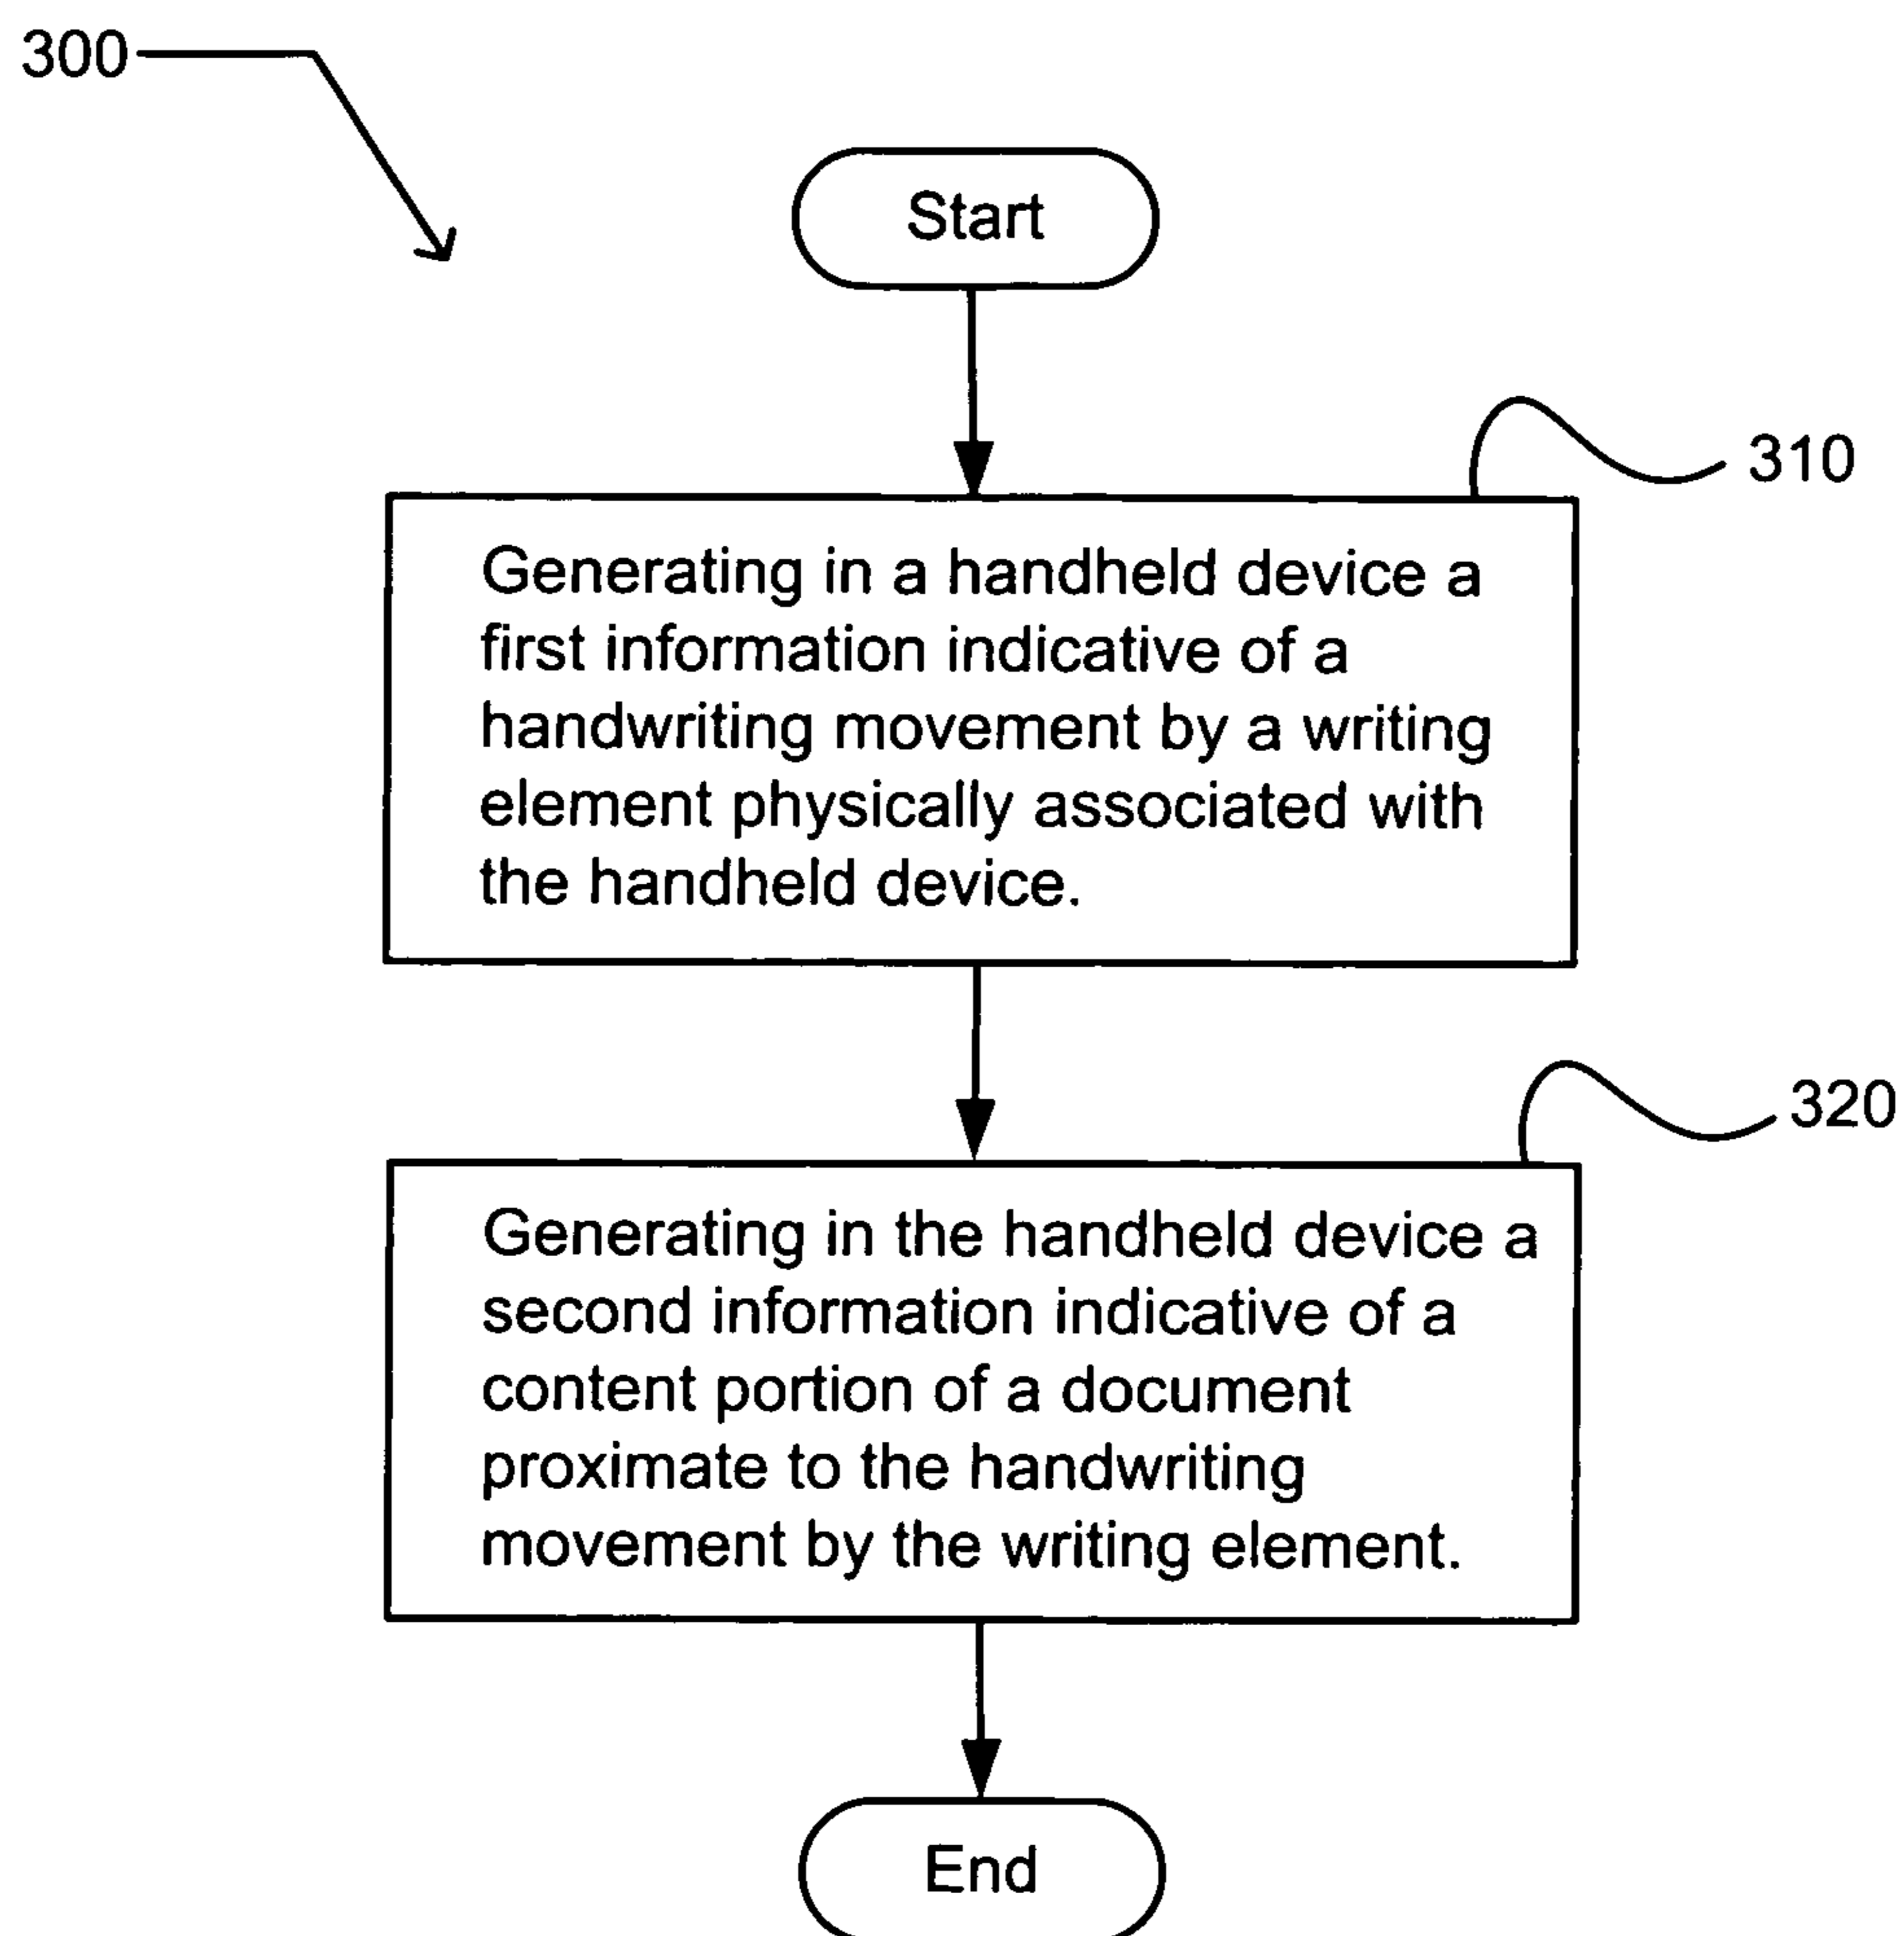 300
Start
310
Generating in a handheld device a
first information indicative of a
handwriting movement by a writing
element physically associated with
the handheld device.
320
Generating in the handheld device a
second information indicative of a
content portion of a document
proximate to the handwriting
movement by the writing element.
End